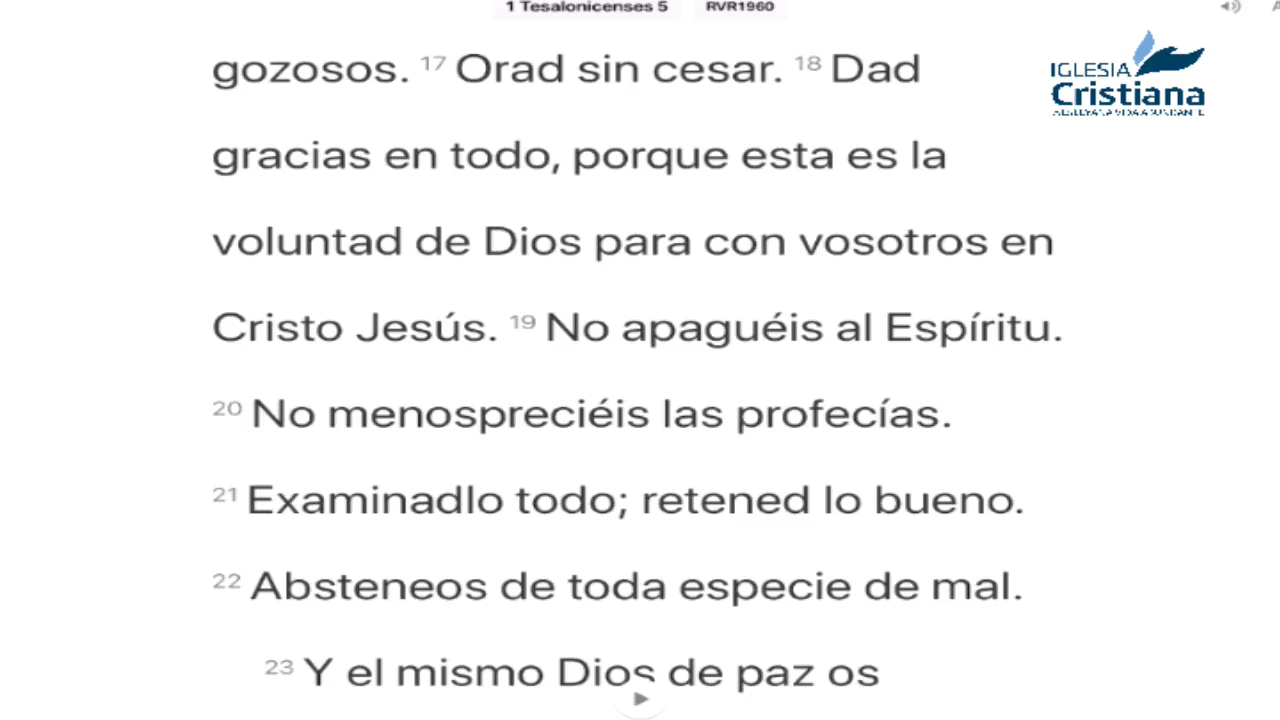 1 Tesalonicenses 5 RVR1960
IGLESIA
Cristiana
gozosos. 17 Orad sin cesar. 18 Dad
gracias en todo, porque esta es la
voluntad de Dios para con vosotros en
Cristo Jesús. 19 No apaguéis al Espíritu.
20 No menospreciéis las profecías.
21 Examinadlo todo; retened lo bueno.
22 Absteneos de toda especie de mal.
23 Y el mismo Dios de paz os